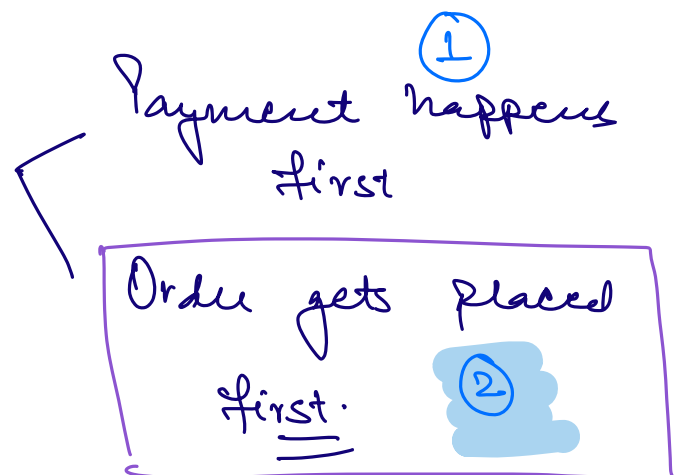 1
Payment happens
first
Order gets placed
first.
2